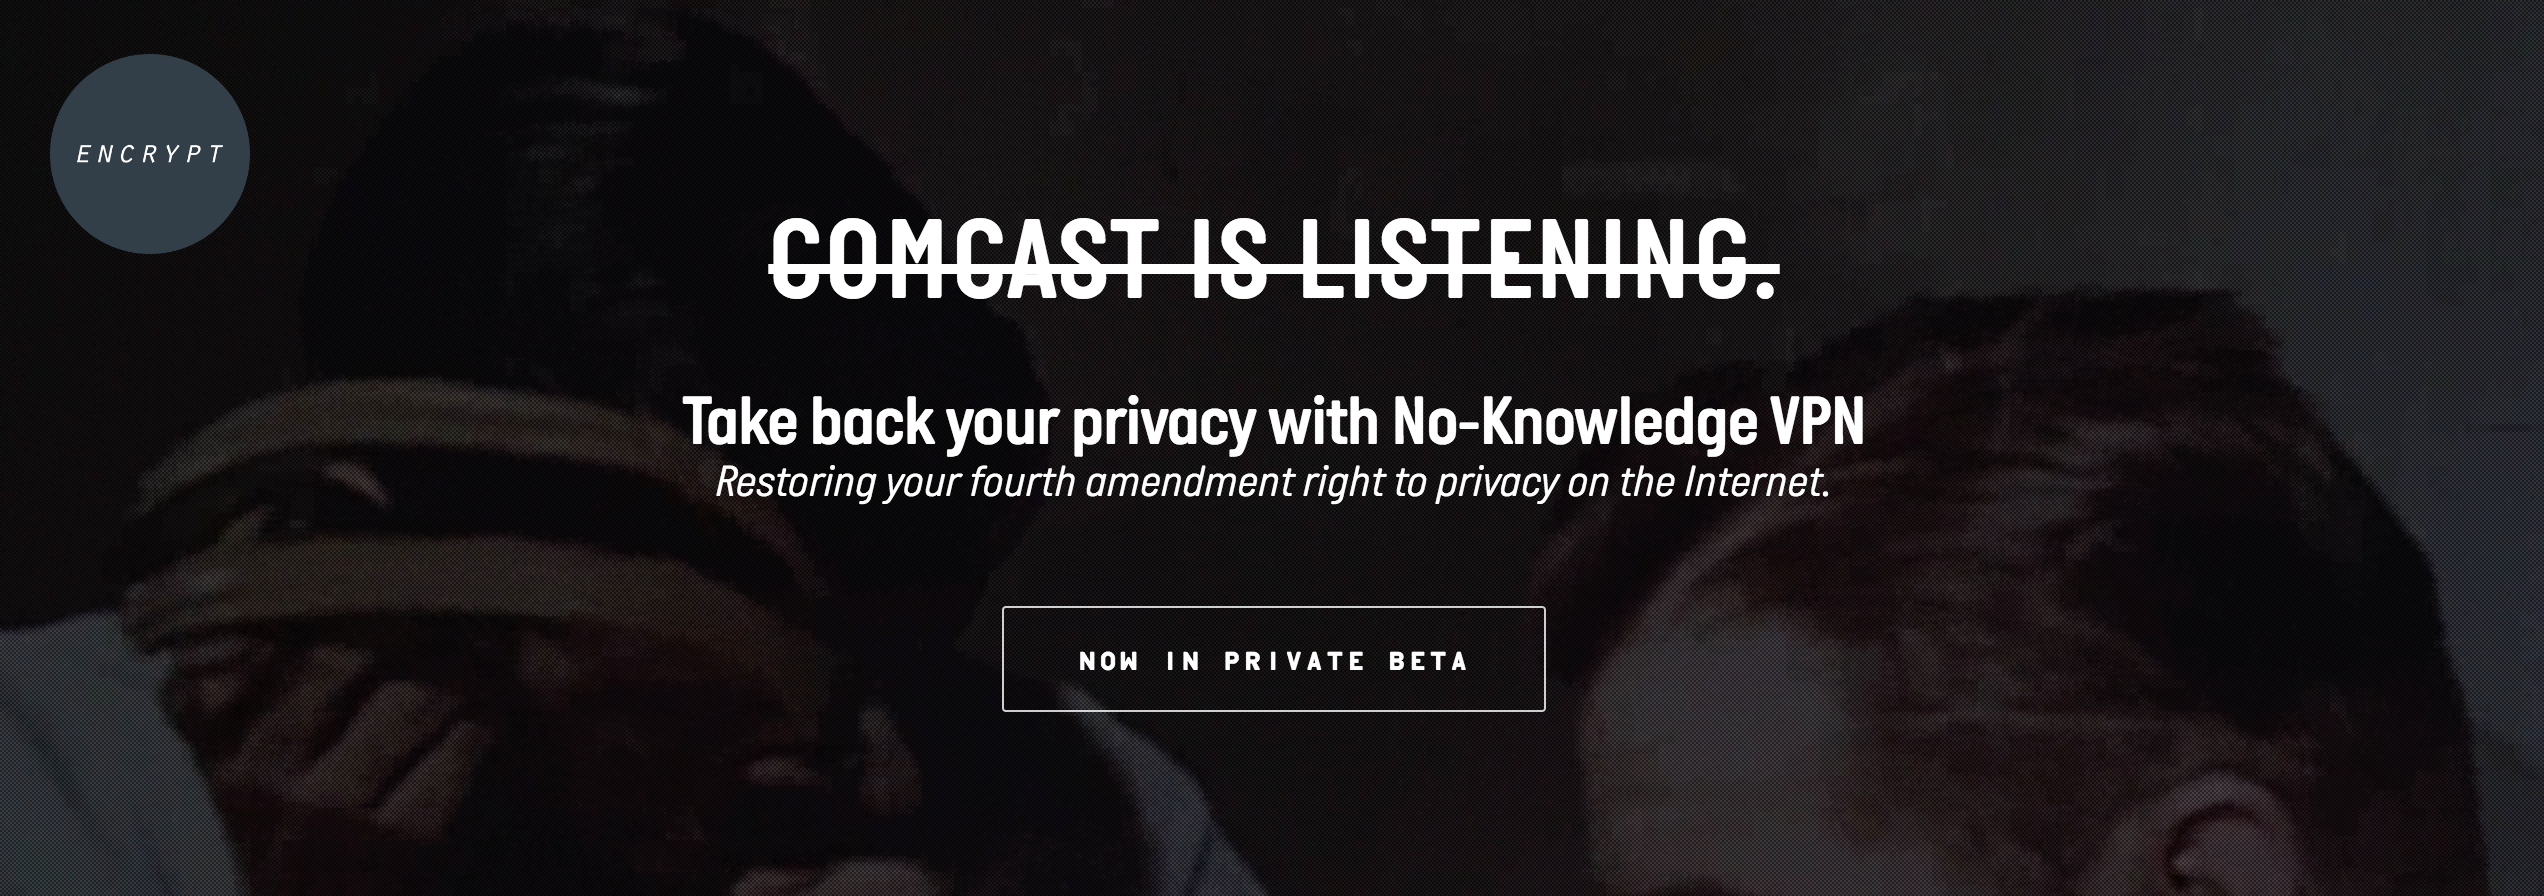 ENCRYPT
COMCAST IS LISTENING.
Take back your privacy with No-Knowledge VPN
Restoring your fourth amendment right to privacy on the Internet.
NOW IN PRIVATE BETA